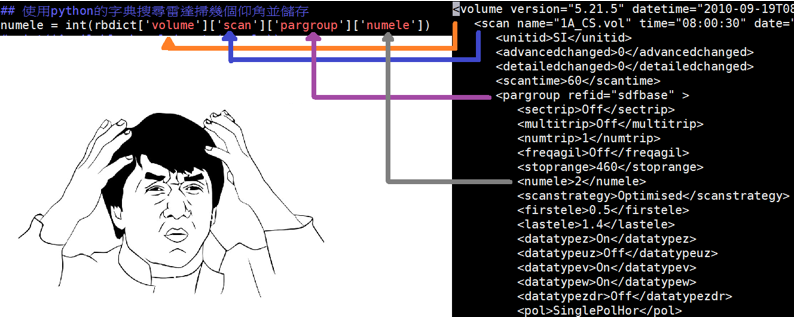 ## 使用python的字典搜尋雷達掃幾個仰角並儲存
numele = int(rbdict['volume']['scan']['pargroup']['numele'])
<volume version="5.21.5" datetime="2010-09-19T08
<scan name="1A_CS.vol" time="08:00:30" date="
<unitid>SI</unitid>
<advancedchanged>0</advancedchanged>
<detailedchanged>0</detailedchanged>
<scantime>60</scantime>
<pargroup refid="sdfbase" >
<sectrip>Off</sectrip>
<multitrip>Off</multitrip>
<numtrip>1</numtrip>
<freqagil>Off</freqagil>
<stoprange>460</stoprange>
<numele>2</numele>
<scanstrategy>Optimised</scanstrategy>
<firstele>0.5</firstele>
<lastele>1.4</lastele>
<datatypez>On</datatypez>
<datatypeuz>Off</datatypeuz>
<datatypev>On</datatypev>
<datatypew>On</datatypew>
<datatypezdr>Off</datatypezdr>
<pol>SinglePolHor</pol>